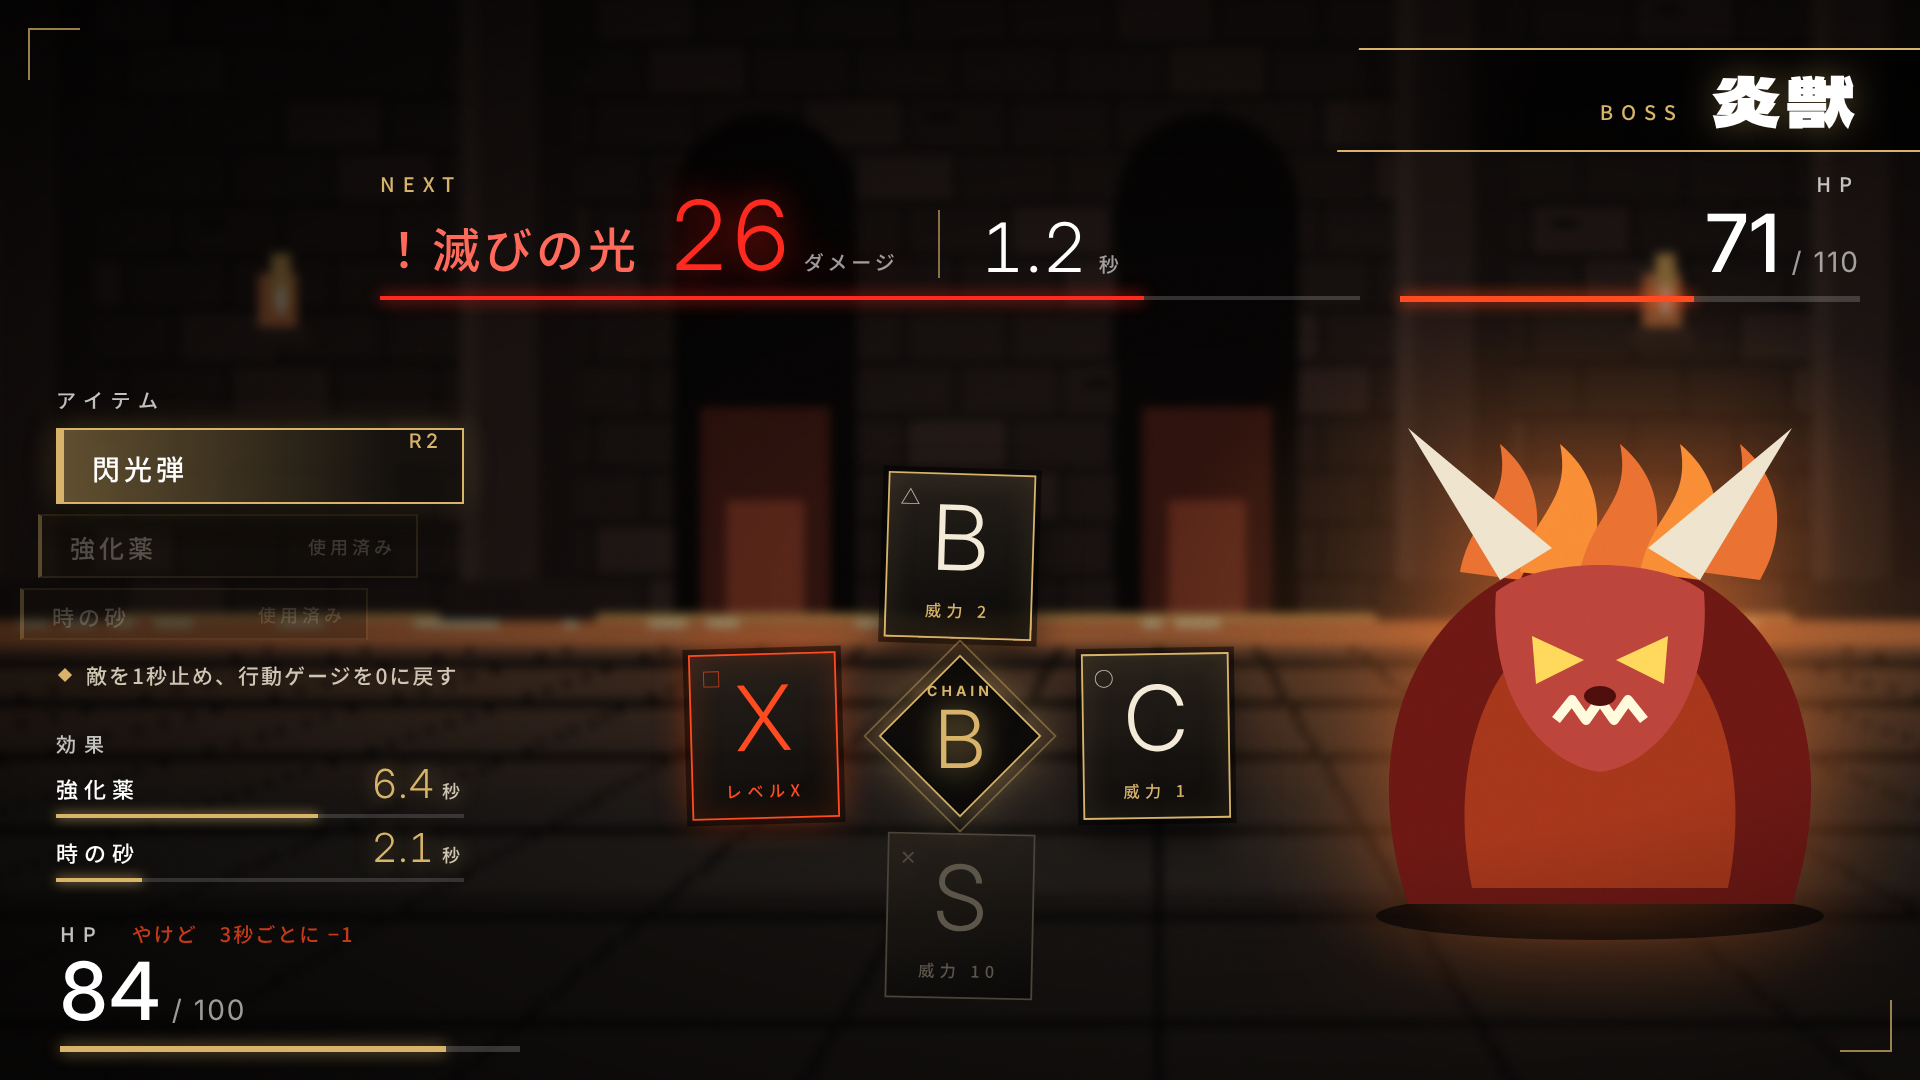 BOSS 炎獣
NEXT
！滅びの光 26 ダメージ 1.2 秒
HP
71 / 110
アイテム
閃光弾 R2
強化薬 使用済み
時の砂 使用済み
◆ 敵を1秒止め、行動ゲージを0に戻す
効果
強化薬 6.4 秒
時の砂 2.1 秒
HP やけど 3秒ごとに −1
84 / 100
△
B
威力 2
□
X
レベルX
CHAIN
B
○
C
威力 1
×
S
威力 10